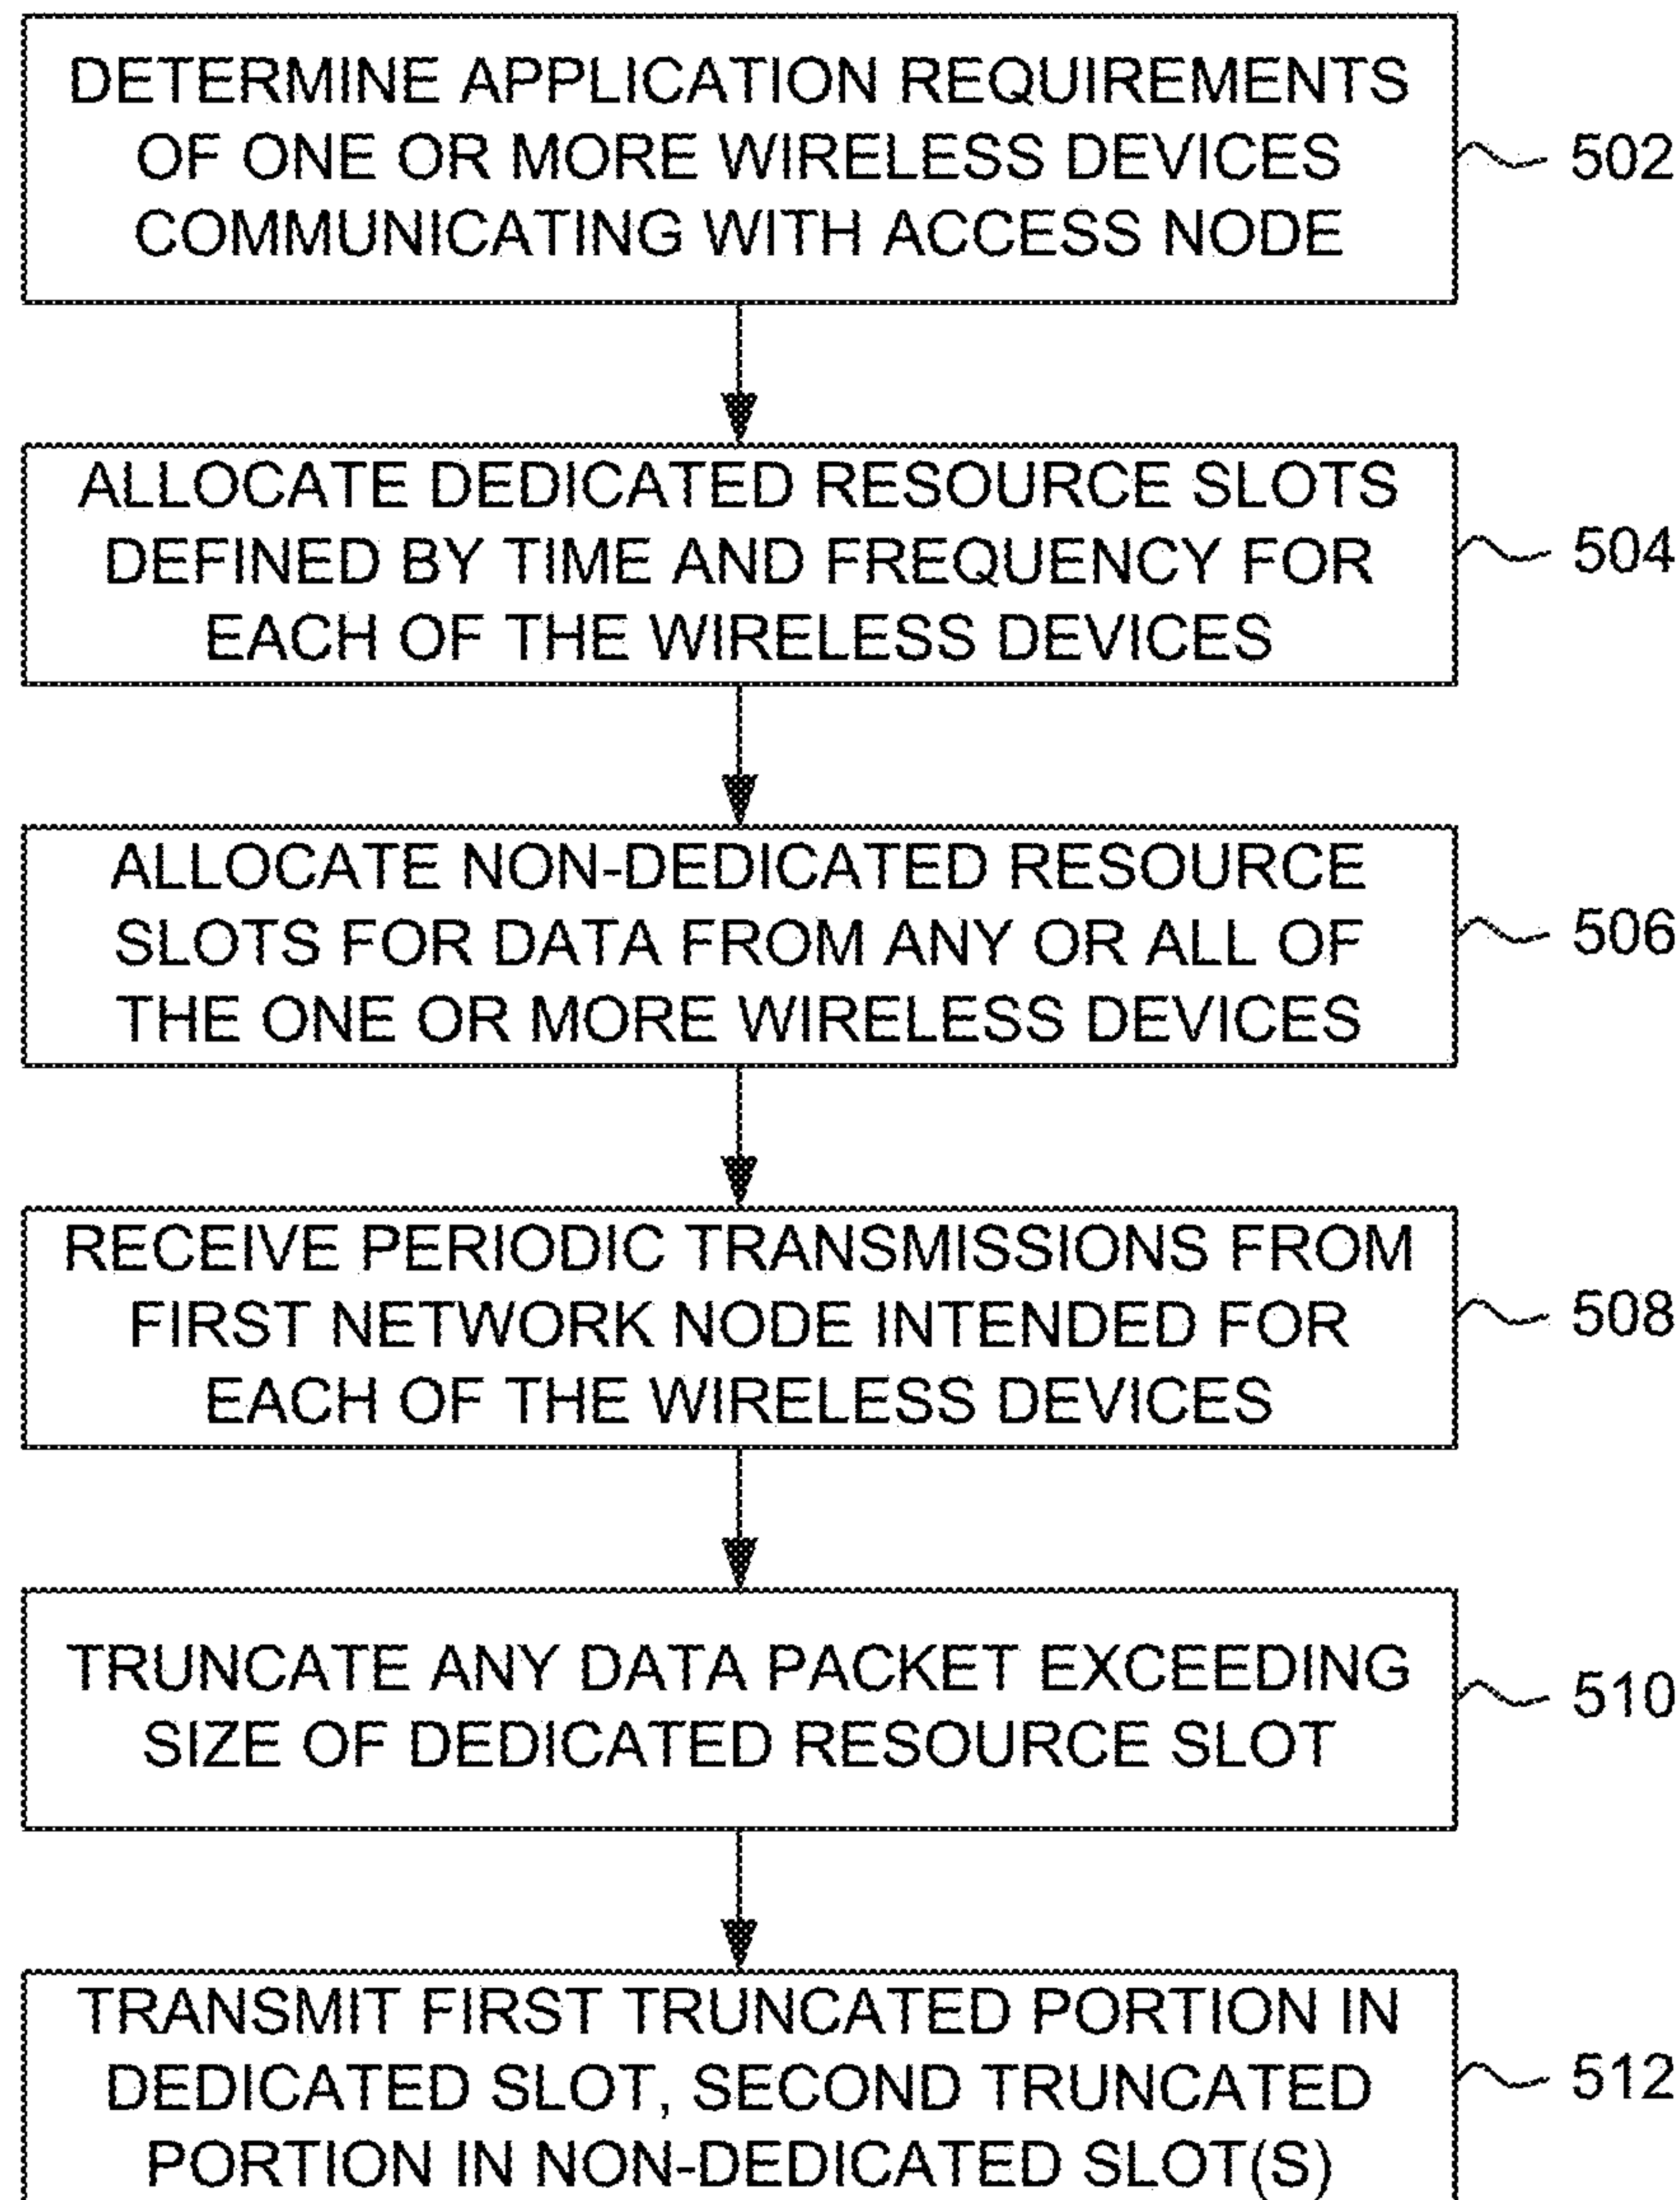 DETERMINE APPLICATION REQUIREMENTS
OF ONE OR MORE WIRELESS DEVICES
COMMUNICATING WITH ACCESS NODE
502
ALLOCATE DEDICATED RESOURCE SLOTS
DEFINED BY TIME AND FREQUENCY FOR
EACH OF THE WIRELESS DEVICES
504
ALLOCATE NON-DEDICATED RESOURCE
SLOTS FOR DATA FROM ANY OR ALL OF
THE ONE OR MORE WIRELESS DEVICES
506
RECEIVE PERIODIC TRANSMISSIONS FROM
FIRST NETWORK NODE INTENDED FOR
EACH OF THE WIRELESS DEVICES
508
TRUNCATE ANY DATA PACKET EXCEEDING
SIZE OF DEDICATED RESOURCE SLOT
510
TRANSMIT FIRST TRUNCATED PORTION IN
DEDICATED SLOT, SECOND TRUNCATED
PORTION IN NON-DEDICATED SLOT(S)
512